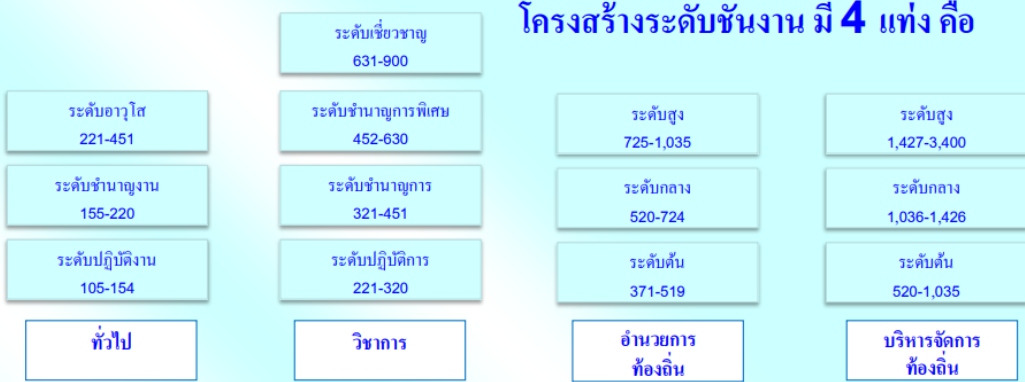 โครงสร้างระดับชั้นงาน มี 4 แท่ง คือ
ระดับเชี่ยวชาญ
631-900
ระดับอาวุโส
221-451
ระดับชำนาญการพิเศษ
452-630
ระดับสูง
725-1,035
ระดับสูง
1,427-3,400
ระดับชำนาญงาน
155-220
ระดับชำนาญการ
321-451
ระดับกลาง
520-724
ระดับกลาง
1,036-1,426
ระดับปฏิบัติงาน
105-154
ระดับปฏิบัติการ
221-320
ระดับต้น
371-519
ระดับต้น
520-1,035
ทั่วไป
วิชาการ
อำนวยการ
ท้องถิ่น
บริหารจัดการ
ท้องถิ่น